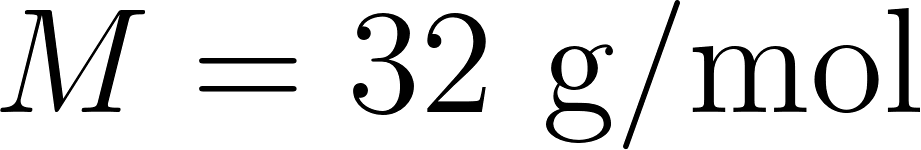 M = 32 g/mol